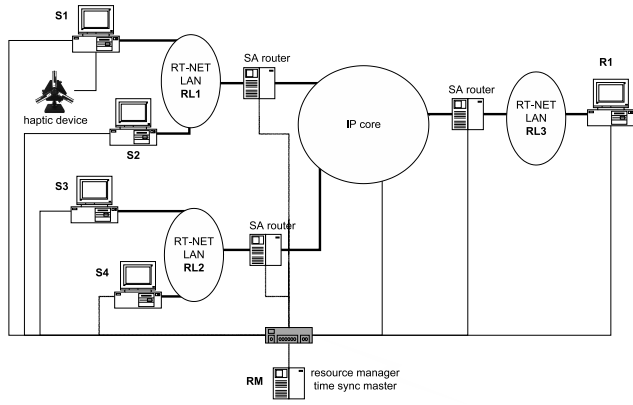 S1
haptic device
RT-NET
LAN
RL1
SA router
S2
IP core
SA router
RT-NET
LAN
RL3
R1
S3
S4
RT-NET
LAN
RL2
SA router
RM
resource manager
time sync master